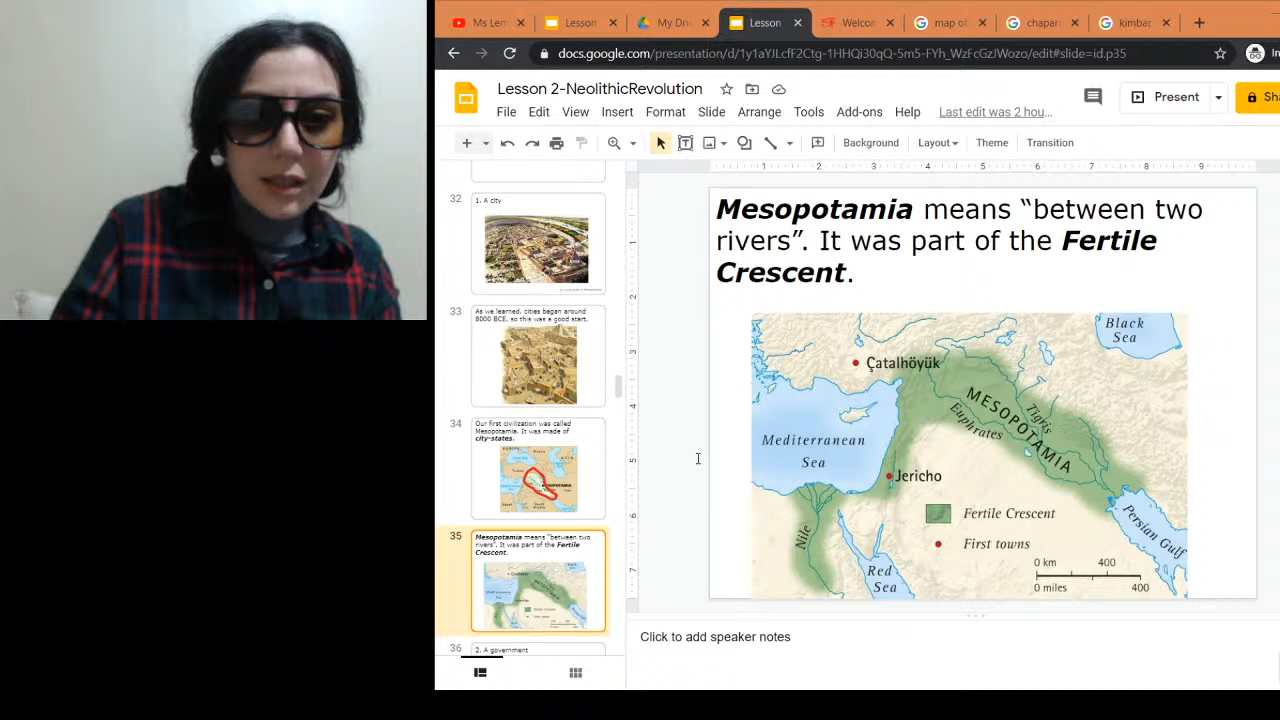 Ms Lem
Lesson
My Dri
Lesson
Welcon
map of
chapar
kimbap
docs.google.com/presentation/d/1y1aYJLcfF2Ctg-1HHQi30qQ-5m5-FYh_WzFcGzJWozo/edit#slide=id.p35
Lesson 2-NeolithicRevolution
File Edit View Insert Format Slide Arrange Tools Add-ons Help Last edit was 2 hou...
Present
Sha
Background Layout Theme Transition
32
1. A city
33
As we learned, cities began around
8000 BCE, so this was a good start.
34
Our first civilization was called
Mesopotamia. It was made of
city-states.
35
Mesopotamia means "between two
rivers". It was part of the Fertile
Crescent.
36
2. A government
Mesopotamia means “between two
rivers”. It was part of the Fertile
Crescent.
Black
Sea
Çatalhöyük
MESOPOTAMIA
Tigris
Euphrates
Mediterranean
Sea
Jericho
Fertile Crescent
First towns
Nile
Red
Sea
Persian Gulf
0 km 400
0 miles 400
Click to add speaker notes